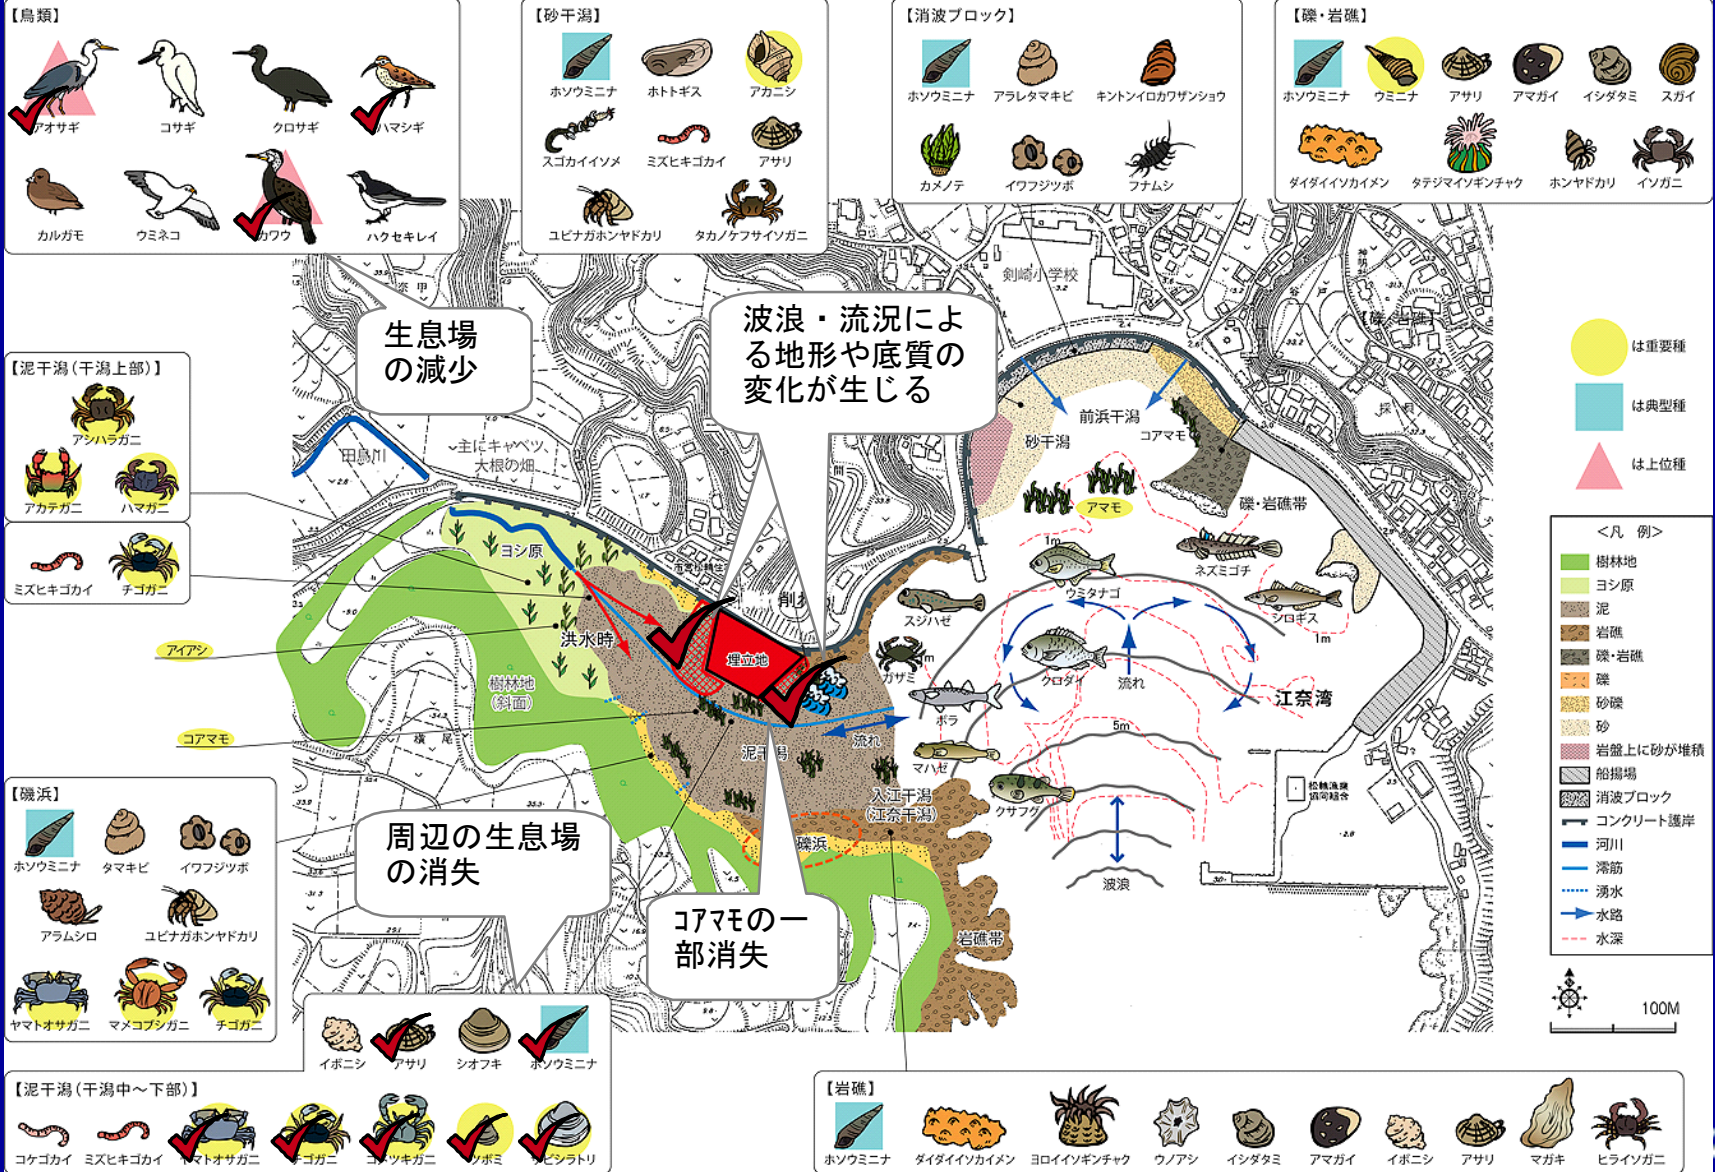 【鳥類】
アオサギ
コサギ
クロサギ
ハマシギ
カルガモ
ウミネコ
カワウ
ハクセキレイ
【砂干潟】
ホソウミニナ
ホトトギス
アカニシ
スゴカイイソメ
ミズヒキゴカイ
アサリ
ユビナガホンヤドカリ
タカノケフサイソガニ
【消波ブロック】
ホソウミニナ
アラレタマキビ
キントンイロカワザンショウ
カメノテ
イワフジツボ
フナムシ
【礫・岩礁】
ホソウミニナ
ウミニナ
アサリ
アマガイ
イシダタミ
スガイ
ダイダイイソカイメン
タテジマイソギンチャク
ホンヤドカリ
イソガニ
生息場
の減少
波浪・流況によ
る地形や底質の
変化が生じる
剣崎小学校
は重要種
は典型種
は上位種
【泥干潟(干潟上部)】
アシハラガニ
アカテガニ
ハマガニ
ミズヒキゴカイ
チゴガニ
田鳥川
主にキャベツ、
大根の畑
ヨシ原
洪水時
埋立地
樹林地
(斜面)
アイアシ
コアマモ
泥干潟
流れ
入江干潟
(江奈干潟)
礫浜
岩礁帯
前浜干潟
砂干潟
コアマモ
アマモ
礫・岩礁帯
1m
ネズミゴチ
ウミタナゴ
シロギス
1m
スジハゼ
ガザミ
クロダイ
流れ
ボラ
江奈湾
5m
マハゼ
クサフグ
波浪
松輪漁業
協同組合
<凡 例>
樹林地
ヨシ原
泥
岩礁
礫・岩礁
礫
砂礫
砂
岩盤上に砂が堆積
船揚場
消波ブロック
コンクリート護岸
河川
澪筋
湧水
水路
水深
100M
【磯浜】
ホソウミニナ
タマキビ
イワフジツボ
アラムシロ
ユビナガホンヤドカリ
ヤマトオサガニ
マメコブシガニ
チゴガニ
周辺の生息場
の消失
コアマモの一
部消失
イボニシ
アサリ
シオフキ
ホソウミニナ
【泥干潟(干潟中〜下部)】
コケゴカイ
ミズヒキゴカイ
ヤマトオサガニ
チゴガニ
コメツキガニ
ツボミ
サビシラトリ
【岩礁】
ホソウミニナ
ダイダイイソカイメン
ヨロイイソギンチャク
ウノアシ
イシダタミ
アマガイ
イボニシ
アサリ
マガキ
ヒライソガニ